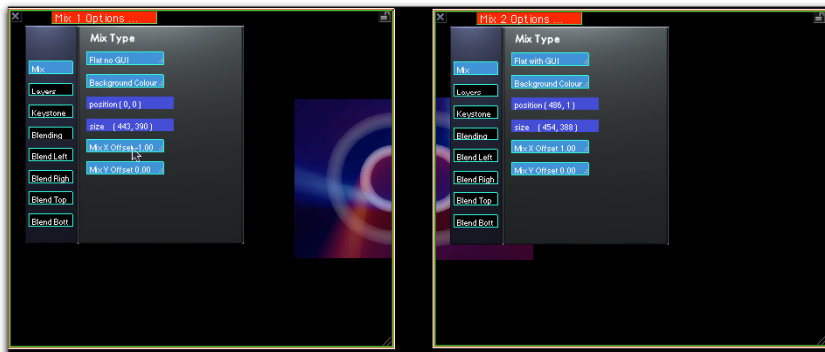 Mix 1 Options ...
Mix Type
Flat no GUI
Mix
Background Colour
Layers
position ( 0, 0 )
Keystone
size ( 443, 390 )
Blending
Mix X Offset -1.00
Blend Left
Mix Y Offset 0.00
Blend Righ
Blend Top
Blend Bott
Mix 2 Options ...
Mix Type
Flat with GUI
Mix
Background Colour
Layers
position ( 486, 1 )
Keystone
size ( 454, 388 )
Blending
Mix X Offset 1.00
Blend Left
Mix Y Offset 0.00
Blend Righ
Blend Top
Blend Bott